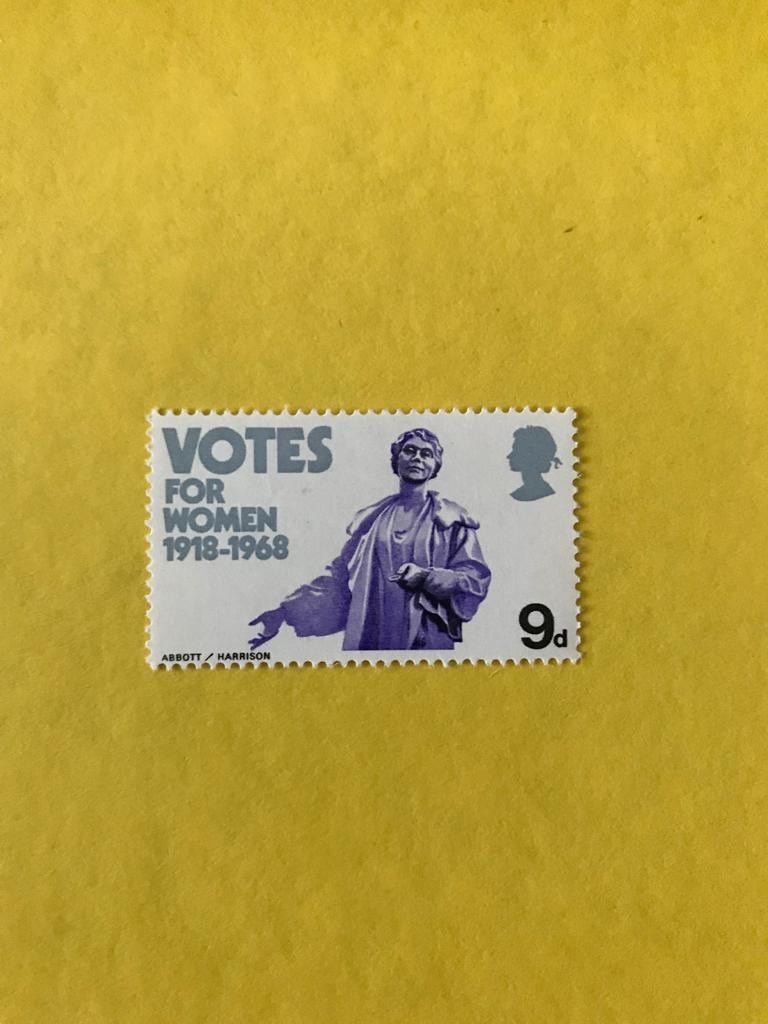 VOTES
FOR
WOMEN
1918-1968
9d
ABBOTT / HARRISON